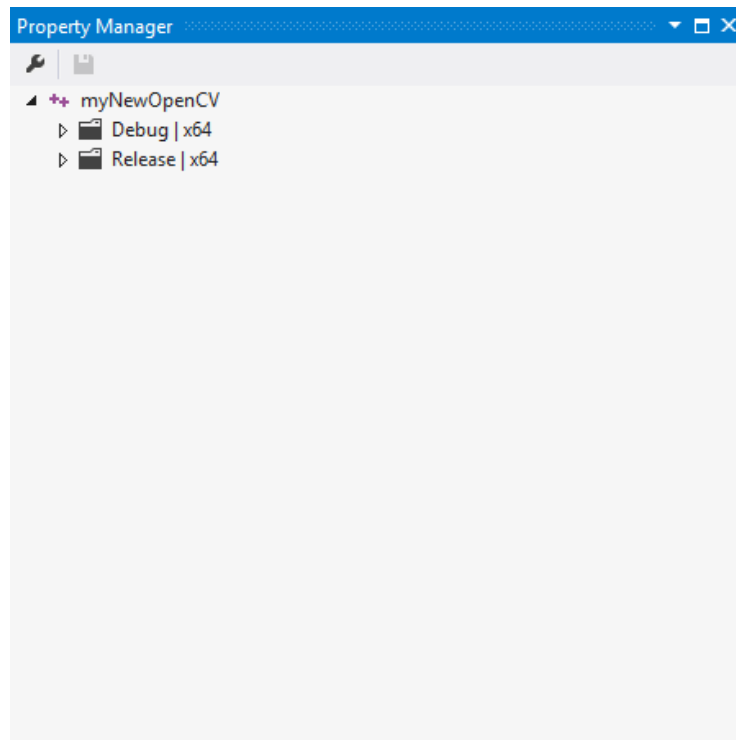 Property Manager
myNewOpenCV
Debug | x64
Release | x64